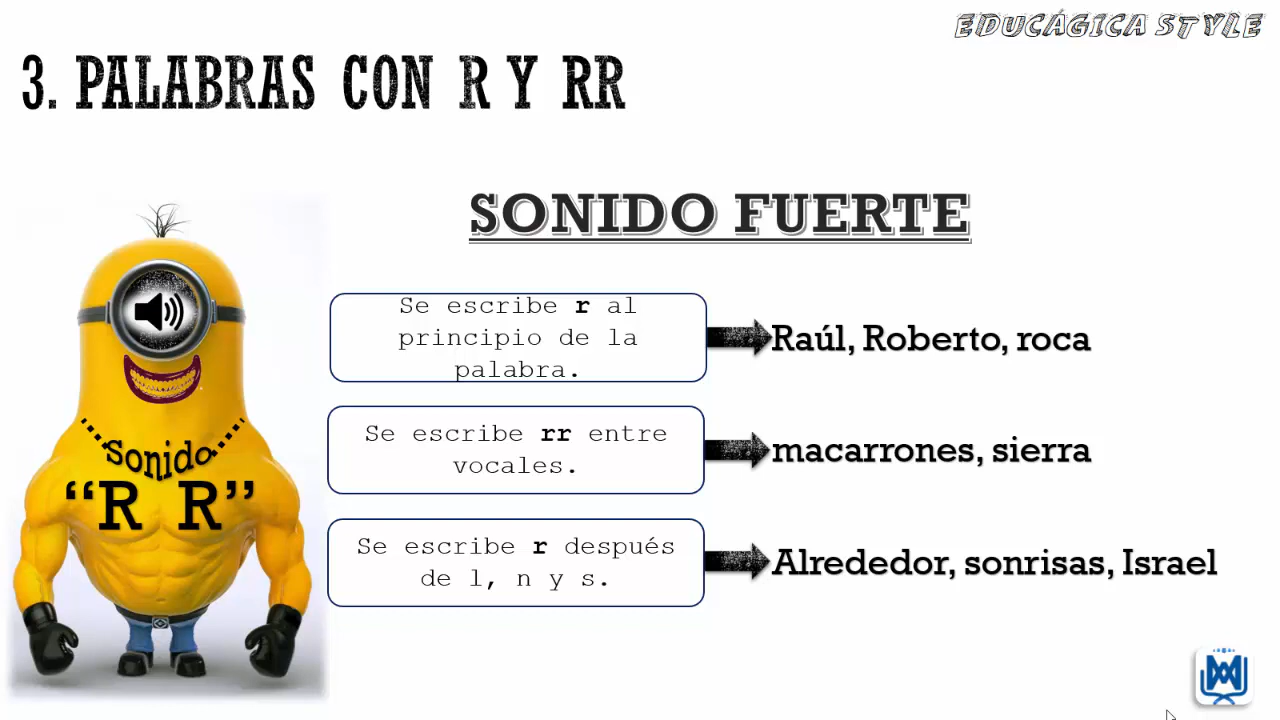 EDUCÁGICA STYLE
3. PALABRAS CON R Y RR
SONIDO FUERTE
Se escribe r al
principio de la
palabra.
Raúl, Roberto, roca
Se escribe rr entre
vocales.
macarrones, sierra
Sonido
“R R”
Se escribe r después
de l, n y s.
Alrededor, sonrisas, Israel